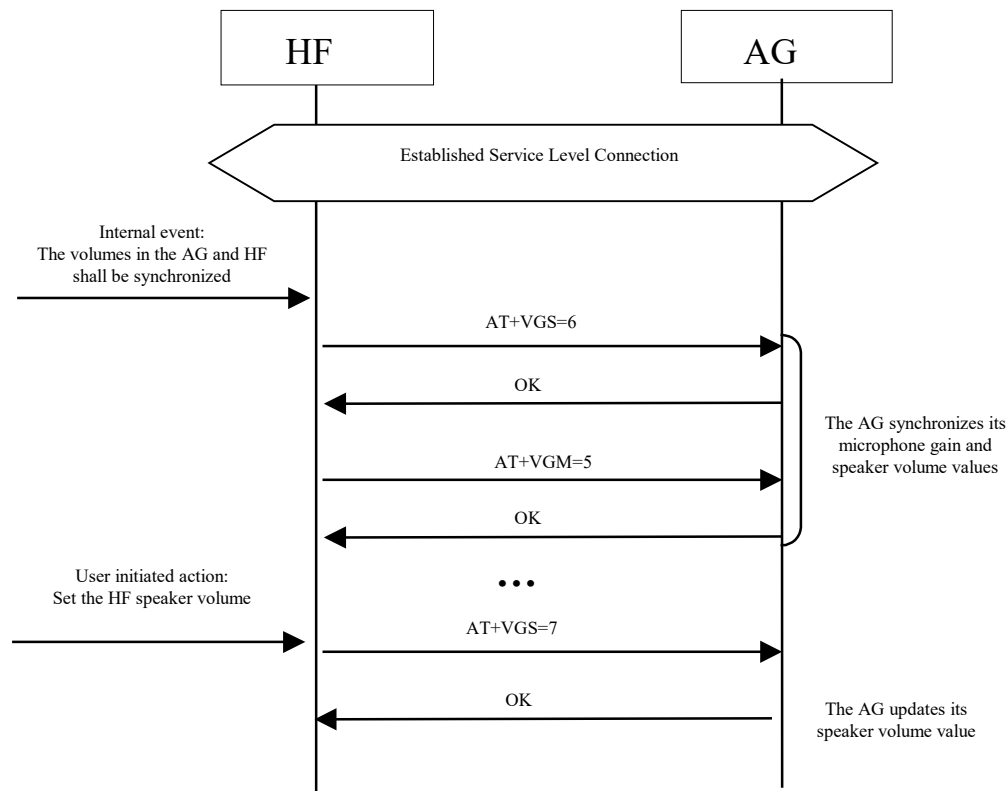 HF
AG
Established Service Level Connection
Internal event:
The volumes in the AG and HF
shall be synchronized
AT+VGS=6
OK
The AG synchronizes its
microphone gain and
speaker volume values
AT+VGM=5
OK
User initiated action:
Set the HF speaker volume
AT+VGS=7
OK
The AG updates its
speaker volume value